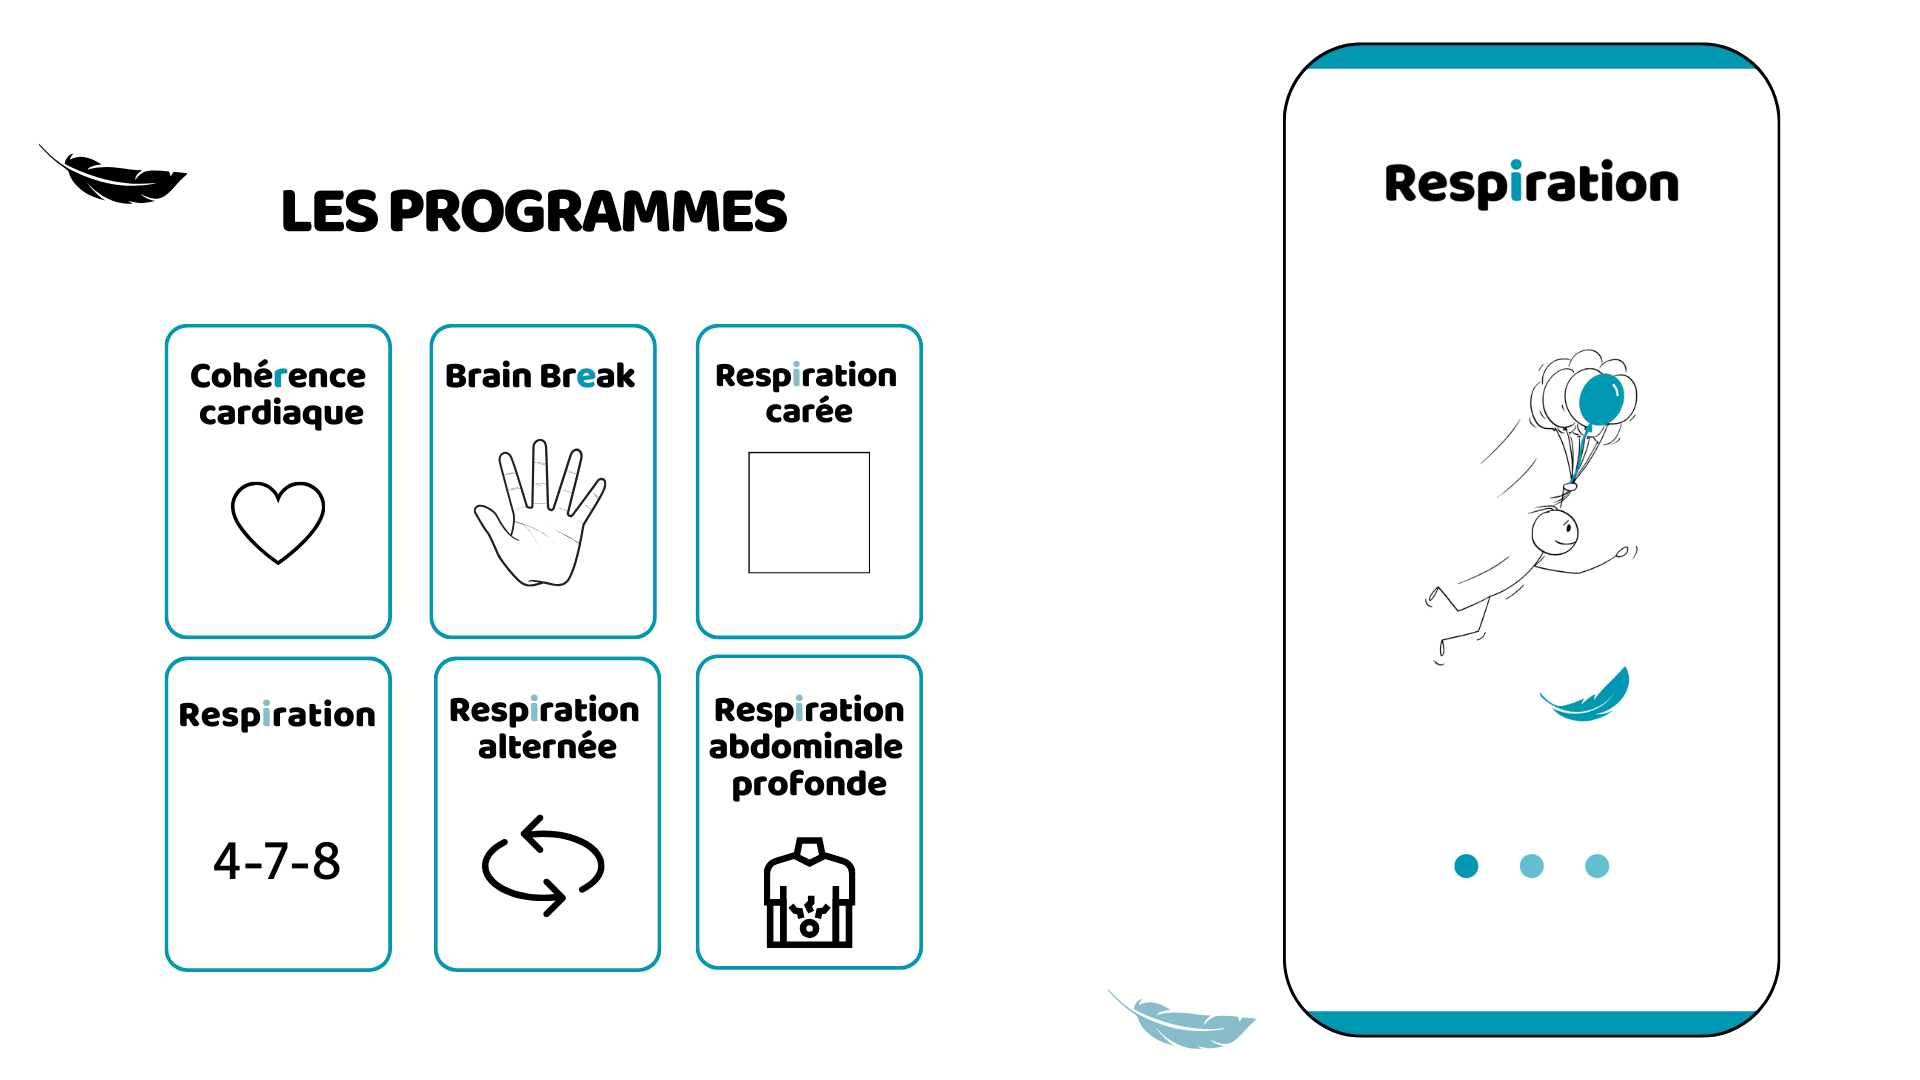 LES PROGRAMMES
Cohérence
cardiaque
Brain Break
Respiration
carée
Respiration
4-7-8
Respiration
alternée
Respiration
abdominale
profonde
Respiration